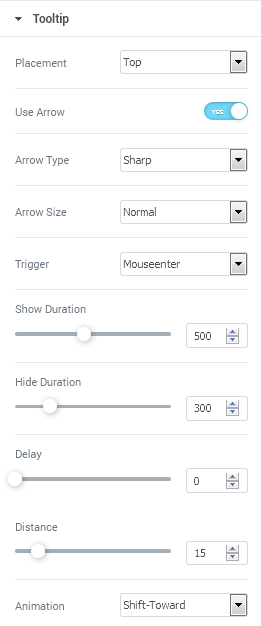 Tooltip
Placement Top
Use Arrow YES
Arrow Type Sharp
Arrow Size Normal
Trigger Mouseenter
Show Duration
500
Hide Duration
300
Delay
0
Distance
15
Animation Shift-Toward